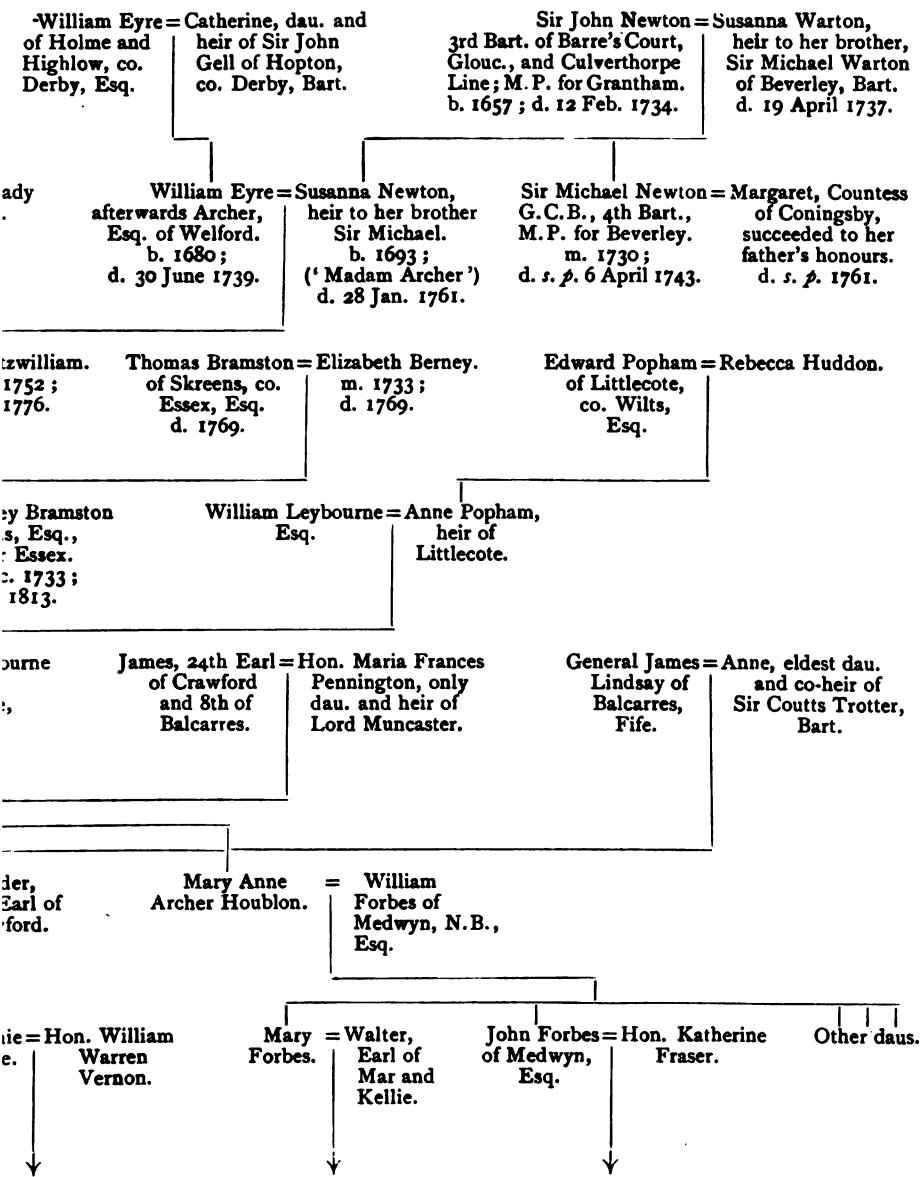 William Eyre = Catherine, dau. and
of Holme and heir of Sir John
Highlow, co. Gell of Hopton,
Derby, Esq. co. Derby, Bart.
Sir John Newton = Susanna Warton,
3rd Bart. of Barre's Court, heir to her brother,
Glouc., and Culverthorpe Sir Michael Warton
Line; M.P. for Grantham. of Beverley, Bart.
b. 1657; d. 12 Feb. 1734. d. 19 April 1737.
ady
.
William Eyre = Susanna Newton,
afterwards Archer, heir to her brother
Esq. of Welford. Sir Michael.
b. 1680; b. 1693;
d. 30 June 1739. ('Madam Archer')
d. 28 Jan. 1761.
Sir Michael Newton = Margaret, Countess
G.C.B., 4th Bart., of Coningsby,
M.P. for Beverley. succeeded to her
m. 1730; father's honours.
d. s. p. 6 April 1743. d. s. p. 1761.
tzwilliam.
1752;
1776.
Thomas Bramston = Elizabeth Berney.
of Skreens, co. m. 1733;
Essex, Esq. d. 1769.
d. 1769.
Edward Popham = Rebecca Huddon.
of Littlecote,
co. Wilts,
Esq.
ey Bramston
s, Esq.,
r Essex.
c. 1733;
1813.
William Leybourne = Anne Popham,
Esq. heir of
Littlecote.
ourne
,
James, 24th Earl = Hon. Maria Frances
of Crawford Pennington, only
and 8th of dau. and heir of
Balcarres. Lord Muncaster.
General James = Anne, eldest dau.
Lindsay of and co-heir of
Balcarres, Sir Coutts Trotter,
Fife. Bart.
der,
Earl of
ford.
Mary Anne = William
Archer Houblon. Forbes of
Medwyn, N.B.,
Esq.
ie = Hon. William
e. Warren
Vernon.
Mary = Walter,
Forbes. Earl of
Mar and
Kellie.
John Forbes = Hon. Katherine
of Medwyn, Fraser.
Esq.
Other daus.